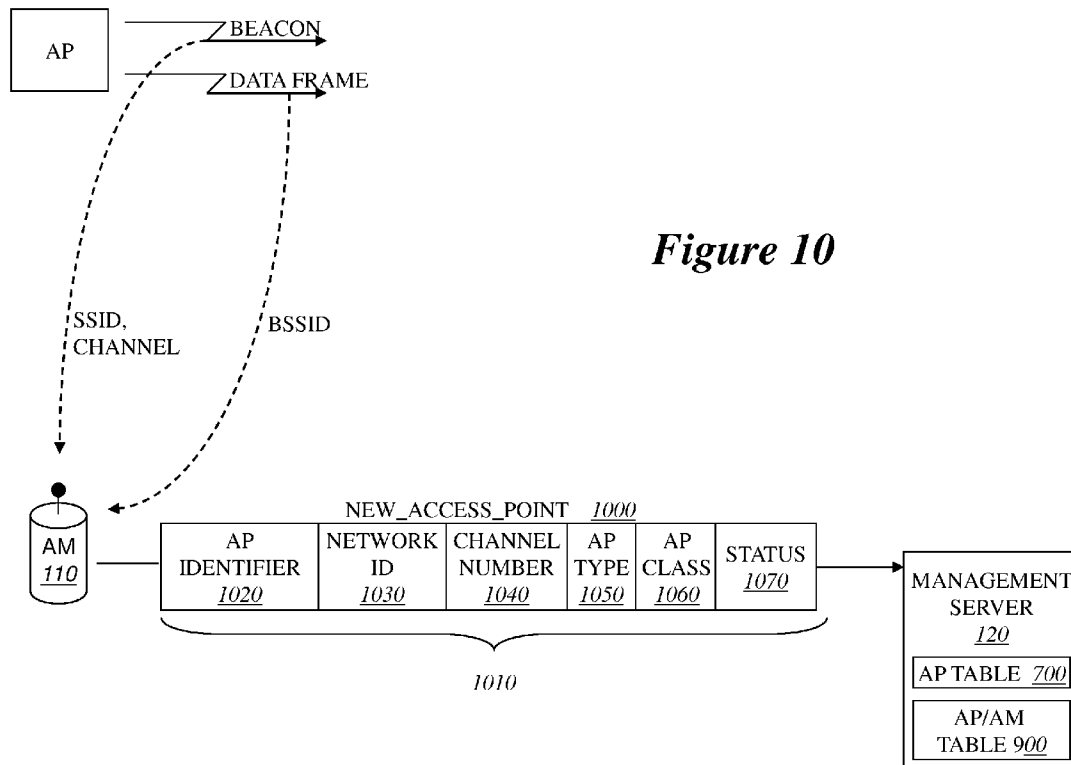 AP
BEACON
DATA FRAME
Figure 10
SSID,
CHANNEL
BSSID
NEW_ACCESS_POINT 1000
AM
110
AP
IDENTIFIER
1020
NETWORK
ID
1030
CHANNEL
NUMBER
1040
AP
TYPE
1050
AP
CLASS
1060
STATUS
1070
1010
MANAGEMENT
SERVER
120
AP TABLE 700
AP/AM
TABLE 900